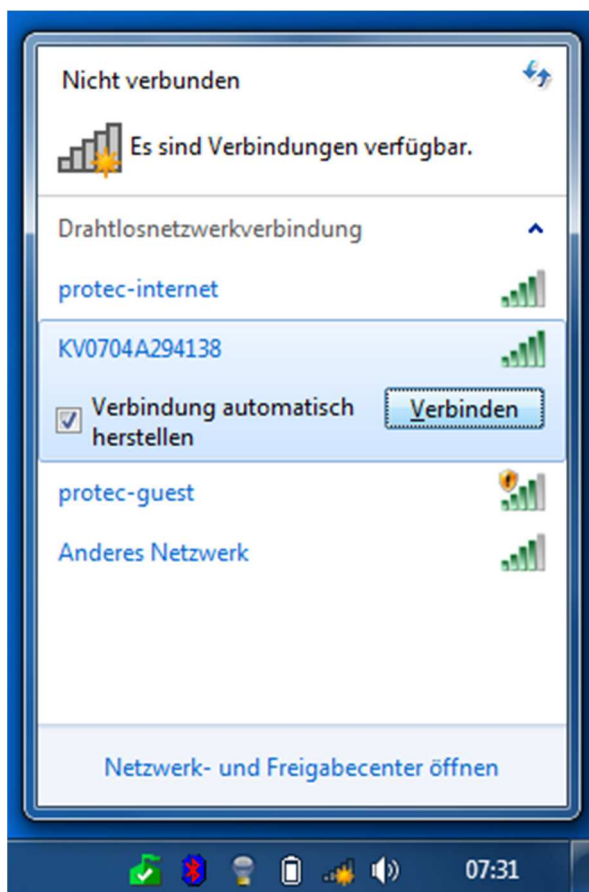 Nicht verbunden
Es sind Verbindungen verfügbar.
Drahtlosnetzwerkverbindung
protec-internet
KV0704A294138
Verbindung automatisch
herstellen
Verbinden
protec-guest
Anderes Netzwerk
Netzwerk- und Freigabecenter öffnen
07:31